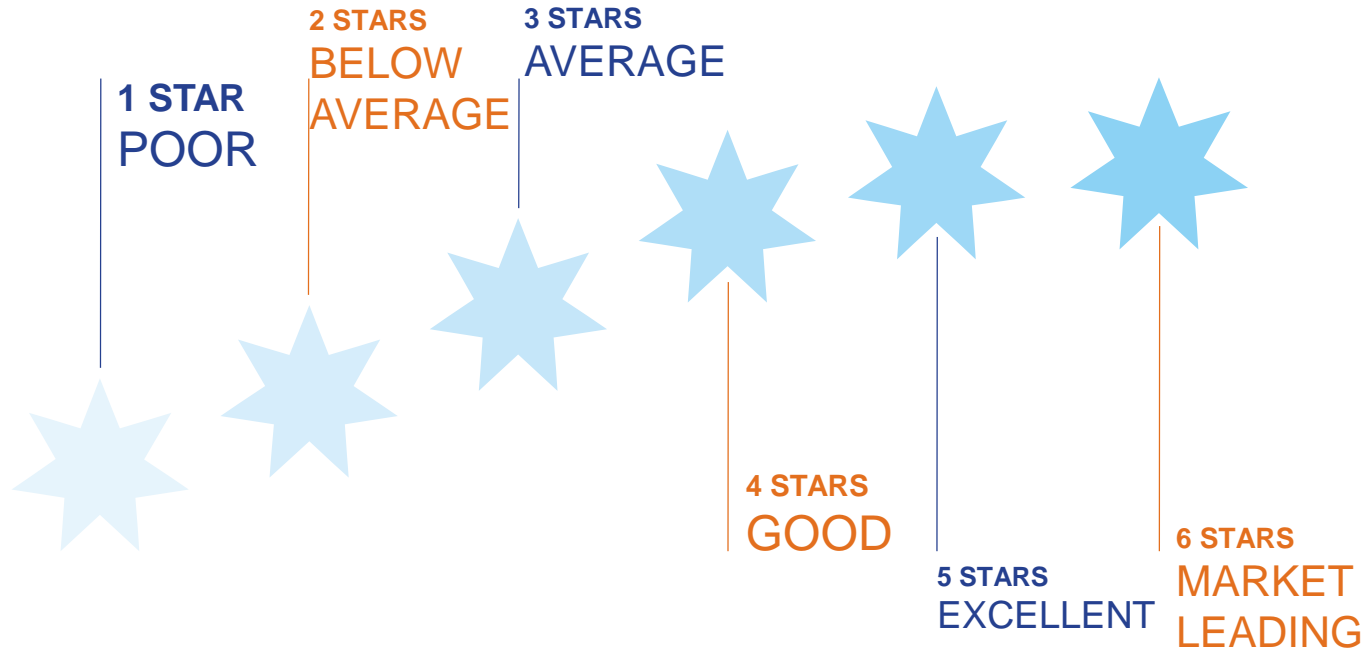 1 STAR
POOR
2 STARS
BELOW
AVERAGE
3 STARS
AVERAGE
4 STARS
GOOD
5 STARS
EXCELLENT
6 STARS
MARKET
LEADING